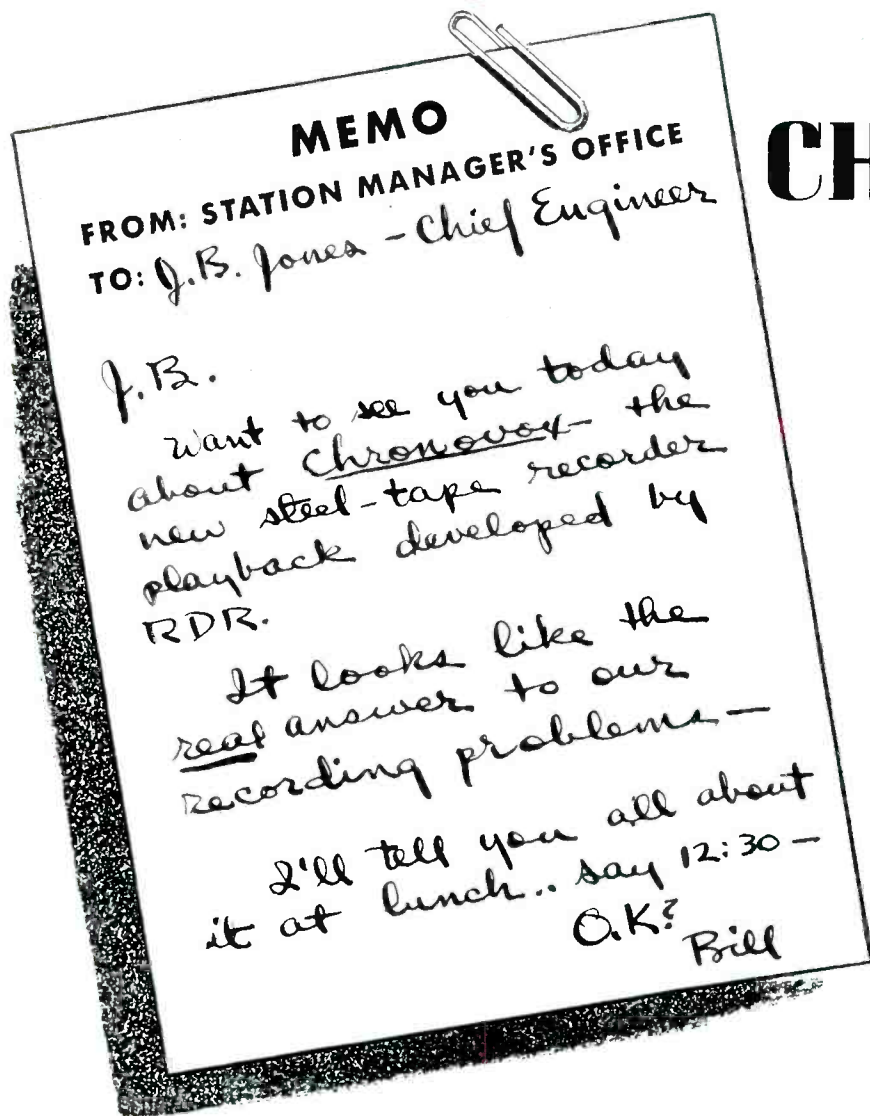 MEMO
FROM: STATION MANAGER'S OFFICE
TO: J.B. Jones - Chief Engineer
CH
J.B.
Want to see you today
about Chronovox - the
new steel-tape recorder
playback developed by
RDR.
It looks like the
real answer to our
recording problems —
I'll tell you all about
it at lunch.. say 12:30 —
O.K?
Bill